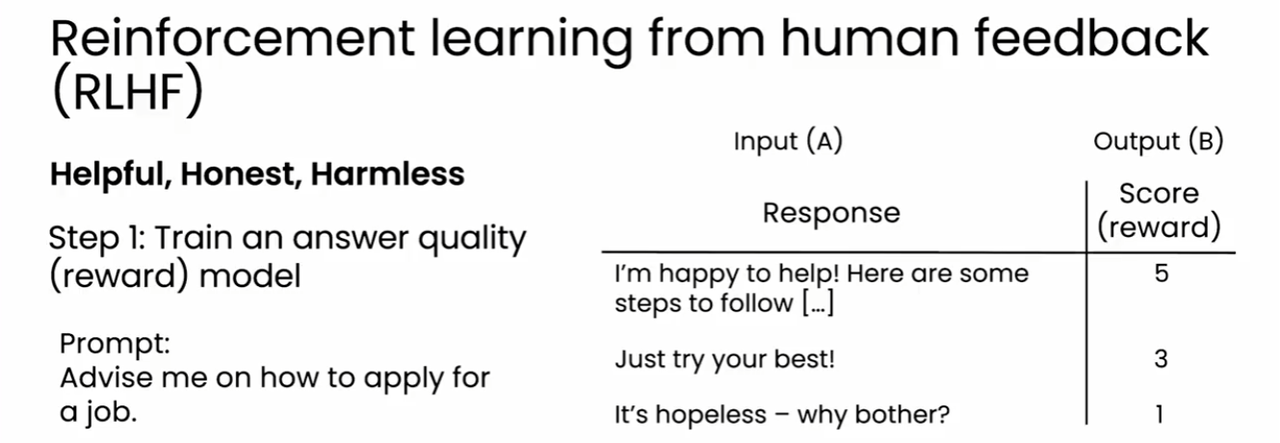 Reinforcement learning from human feedback
(RLHF)
Helpful, Honest, Harmless
Step 1: Train an answer quality
(reward) model
Prompt:
Advise me on how to apply for
a job.
Input (A)
Output (B)
Response
Score
(reward)
I'm happy to help! Here are some
steps to follow [...]
5
Just try your best!
3
It's hopeless – why bother?
1